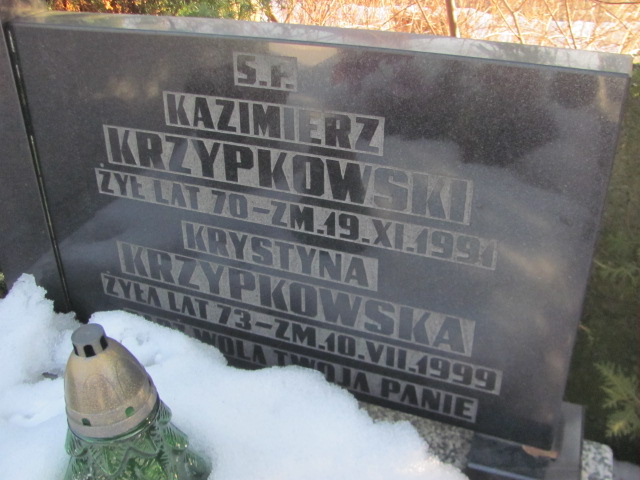 Ś.P.
KAZIMIERZ
KRZYPKOWSKI
ŻYŁ LAT 70-ZM.19.XI.1991
KRYSTYNA
KRZYPKOWSKA
ŻYŁA LAT 73-ZM.10.VII.1999
WOLA TWOJA PANIE